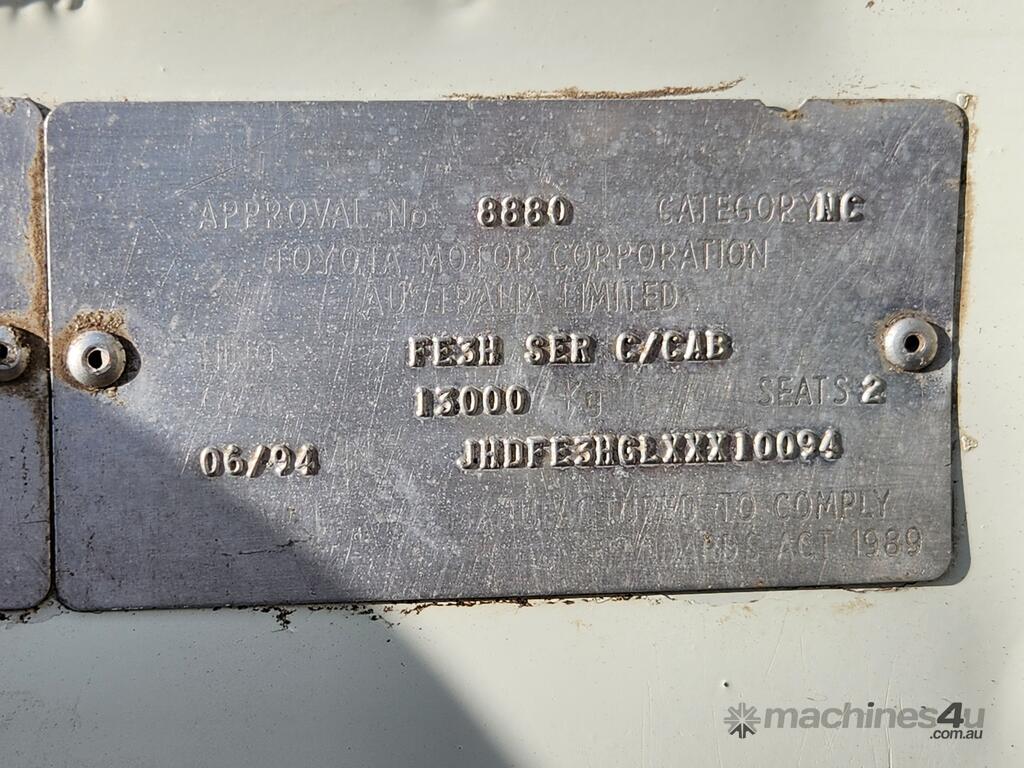 APPROVAL No 8880 CATEGORY NC
TOYOTA MOTOR CORPORATION
AUSTRALIA LIMITED
HINO FE3H SER C/CAB
13000 Kg SEATS 2
06/94 JHDFE3HGLXXX10094
TO COMPLY
ACT 1989
machines4u
.com.au